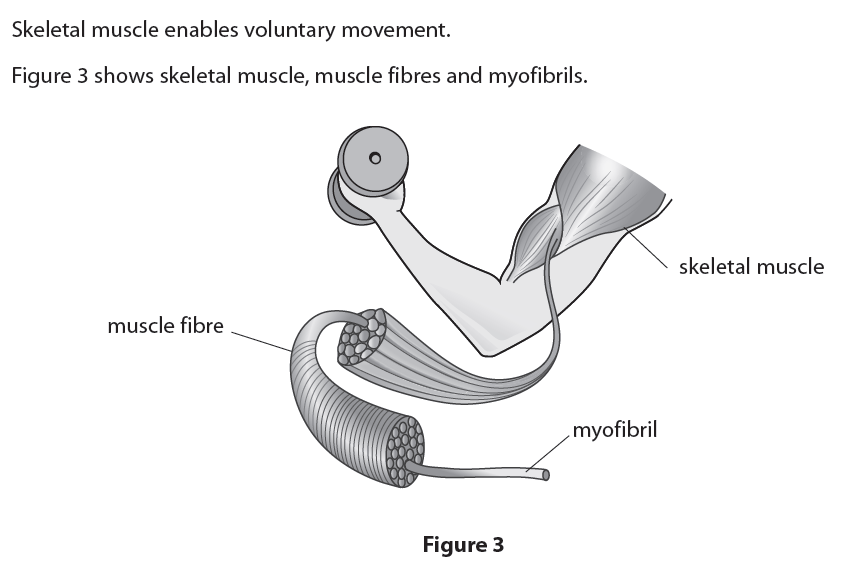 Skeletal muscle enables voluntary movement.
Figure 3 shows skeletal muscle, muscle fibres and myofibrils.
skeletal muscle
muscle fibre
myofibril
Figure 3